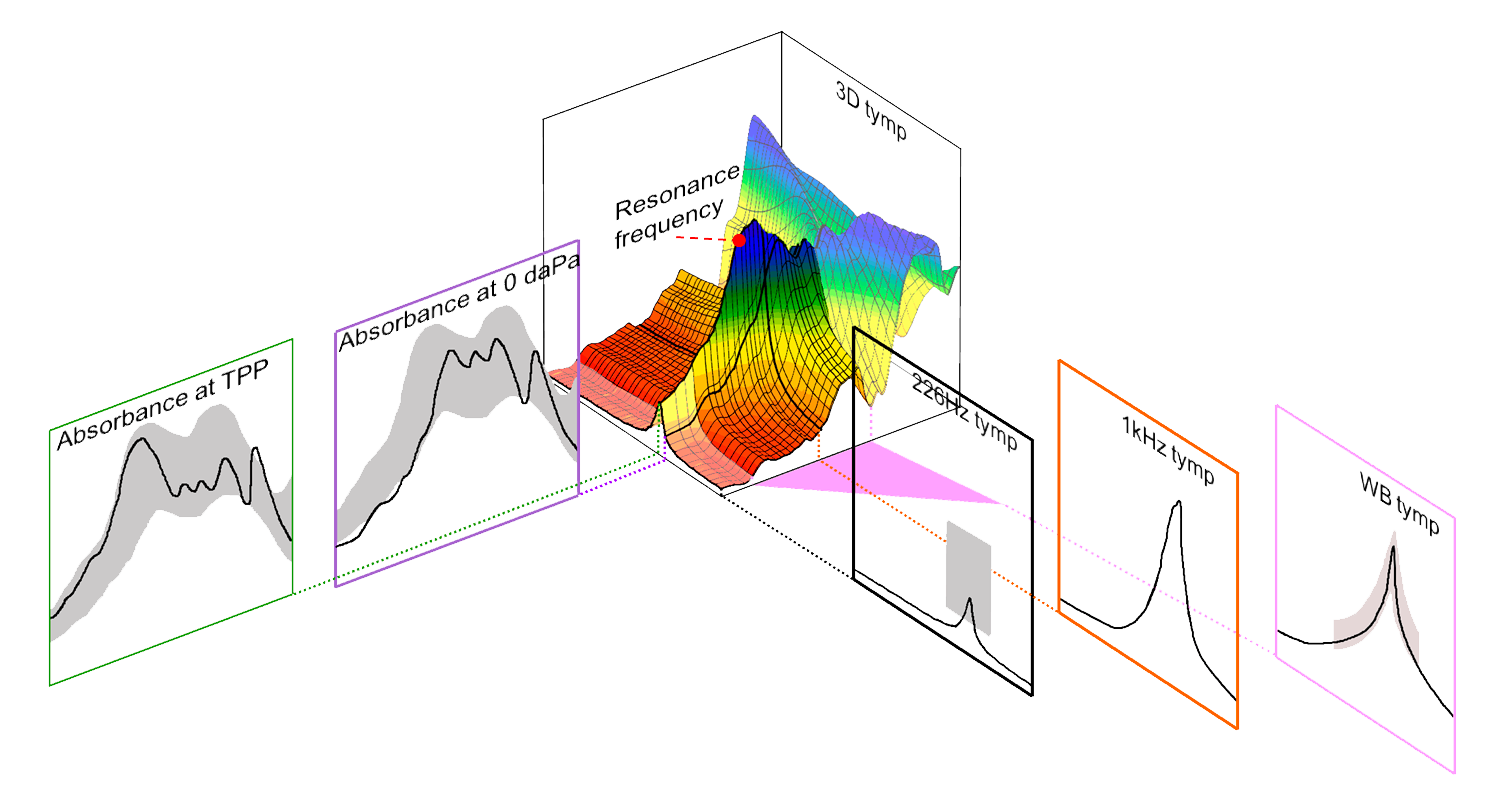 3D tymp
Resonance
frequency
Absorbance at 0 daPa
Absorbance at TPP
226Hz tymp
1kHz tymp
WB tymp